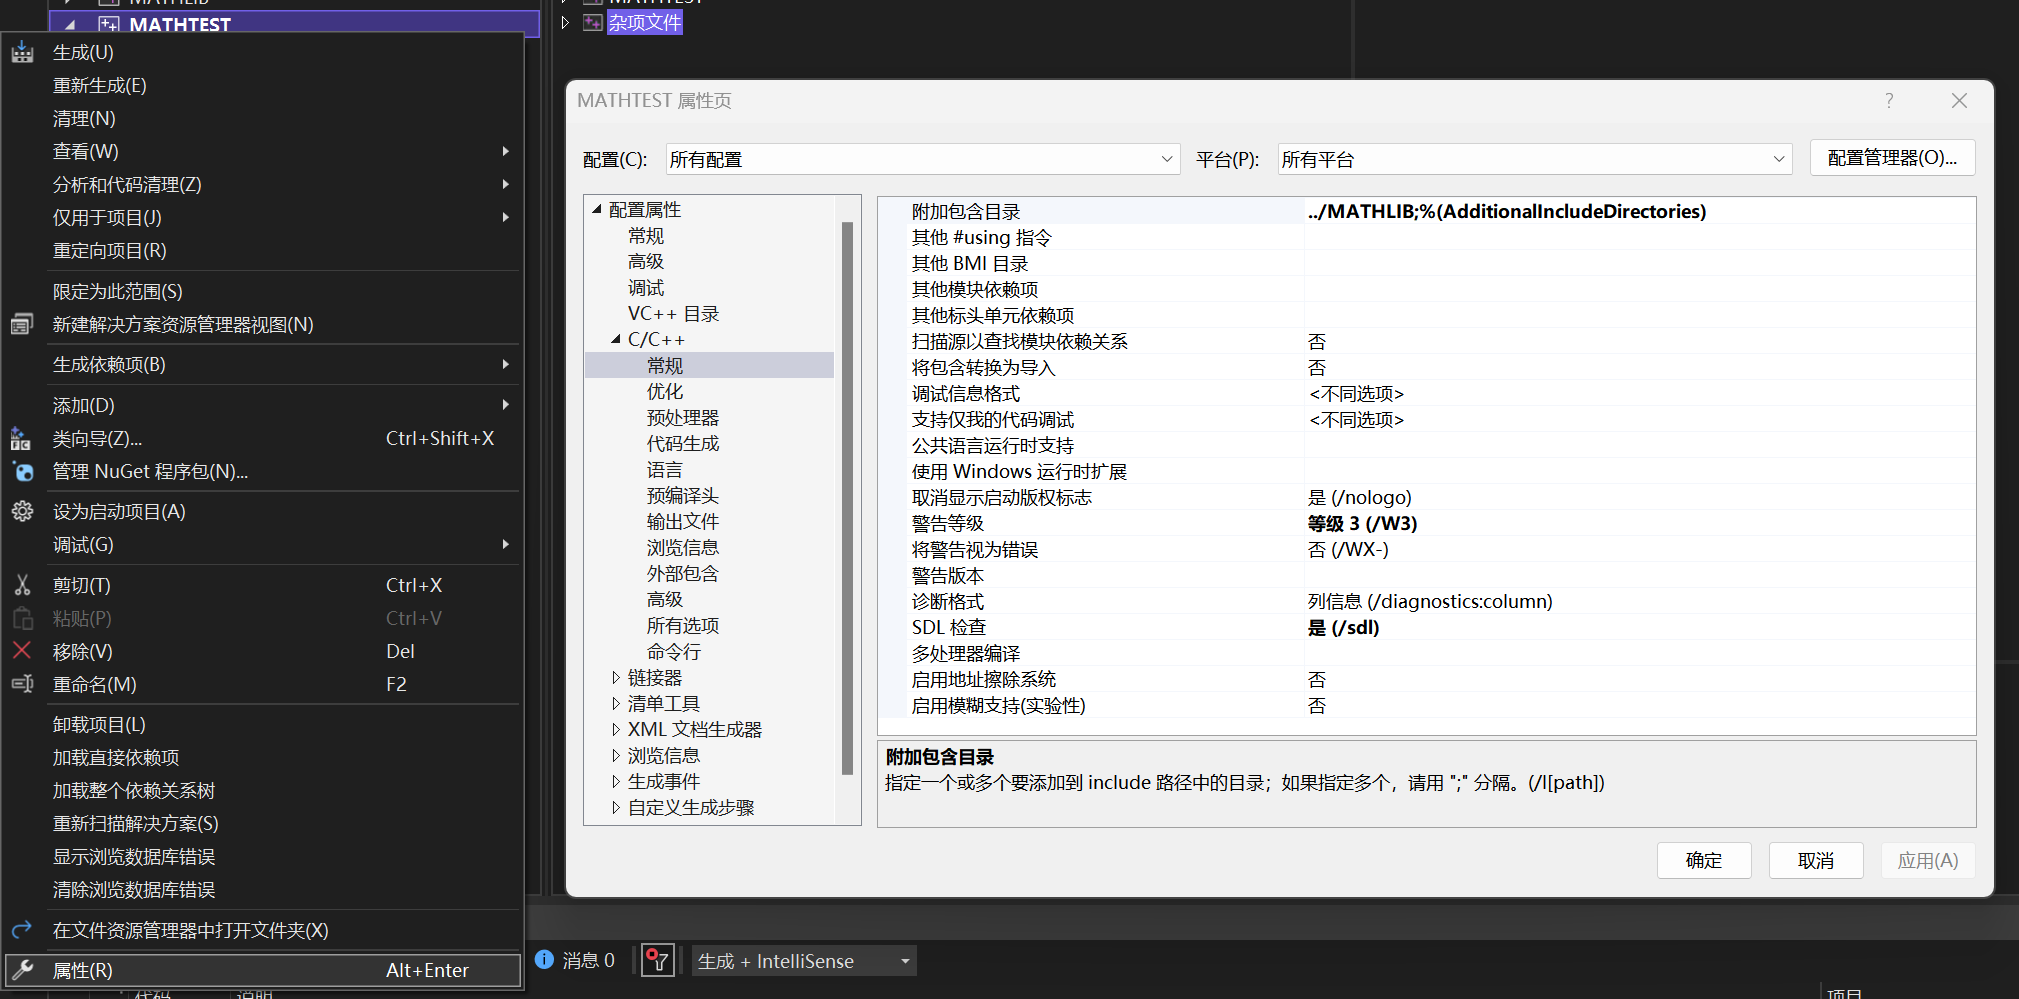 MATHLIB
MATHTEST
生成(U)
重新生成(E)
清理(N)
查看(W)
分析和代码清理(Z)
仅用于项目(J)
重定向项目(R)
限定为此范围(S)
新建解决方案资源管理器视图(N)
生成依赖项(B)
添加(D)
类向导(Z)... Ctrl+Shift+X
管理 NuGet 程序包(N)...
设为启动项目(A)
调试(G)
剪切(T) Ctrl+X
粘贴(P) Ctrl+V
移除(V) Del
重命名(M) F2
卸载项目(L)
加载直接依赖项
加载整个依赖关系树
重新扫描解决方案(S)
显示浏览数据库错误
清除浏览数据库错误
在文件资源管理器中打开文件夹(X)
属性(R) Alt+Enter
代码 说明
MATHTEST
杂项文件
MATHTEST 属性页
配置(C): 所有配置 平台(P): 所有平台 配置管理器(O)...
配置属性
常规
高级
调试
VC++ 目录
C/C++
常规
优化
预处理器
代码生成
语言
预编译头
输出文件
浏览信息
外部包含
高级
所有选项
命令行
链接器
清单工具
XML 文档生成器
浏览信息
生成事件
自定义生成步骤
附加包含目录 ../MATHLIB;%(AdditionalIncludeDirectories)
其他 #using 指令
其他 BMI 目录
其他模块依赖项
其他标头单元依赖项
扫描源以查找模块依赖关系 否
将包含转换为导入 否
调试信息格式 <不同选项>
支持仅我的代码调试 <不同选项>
公共语言运行时支持
使用 Windows 运行时扩展
取消显示启动版权标志 是 (/nologo)
警告等级 等级 3 (/W3)
将警告视为错误 否 (/WX-)
警告版本
诊断格式 列信息 (/diagnostics:column)
SDL 检查 是 (/sdl)
多处理器编译
启用地址擦除系统 否
启用模糊支持(实验性) 否
附加包含目录
指定一个或多个要添加到 include 路径中的目录；如果指定多个，请用 ";" 分隔。(/I[path])
确定 取消 应用(A)
消息 0 生成 + IntelliSense
项目